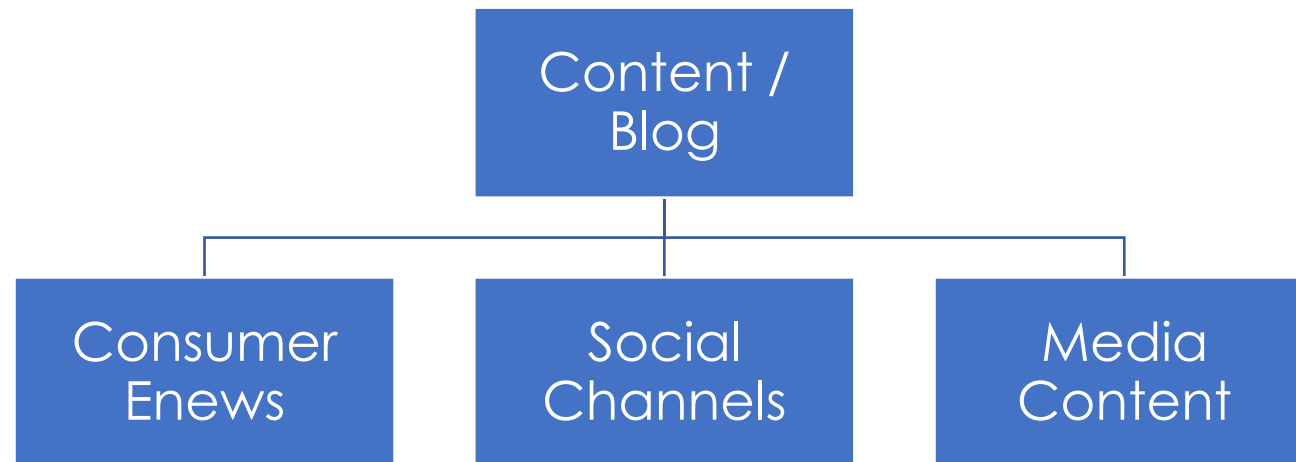 Content /
Blog
Consumer
Enews
Social
Channels
Media
Content